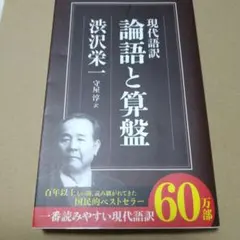 現代語訳
論語と算盤
渋沢栄一
守屋 淳 訳
百年以上もの間、読み継がれてきた
国民的ベストセラー
一番読みやすい現代語訳
60万部